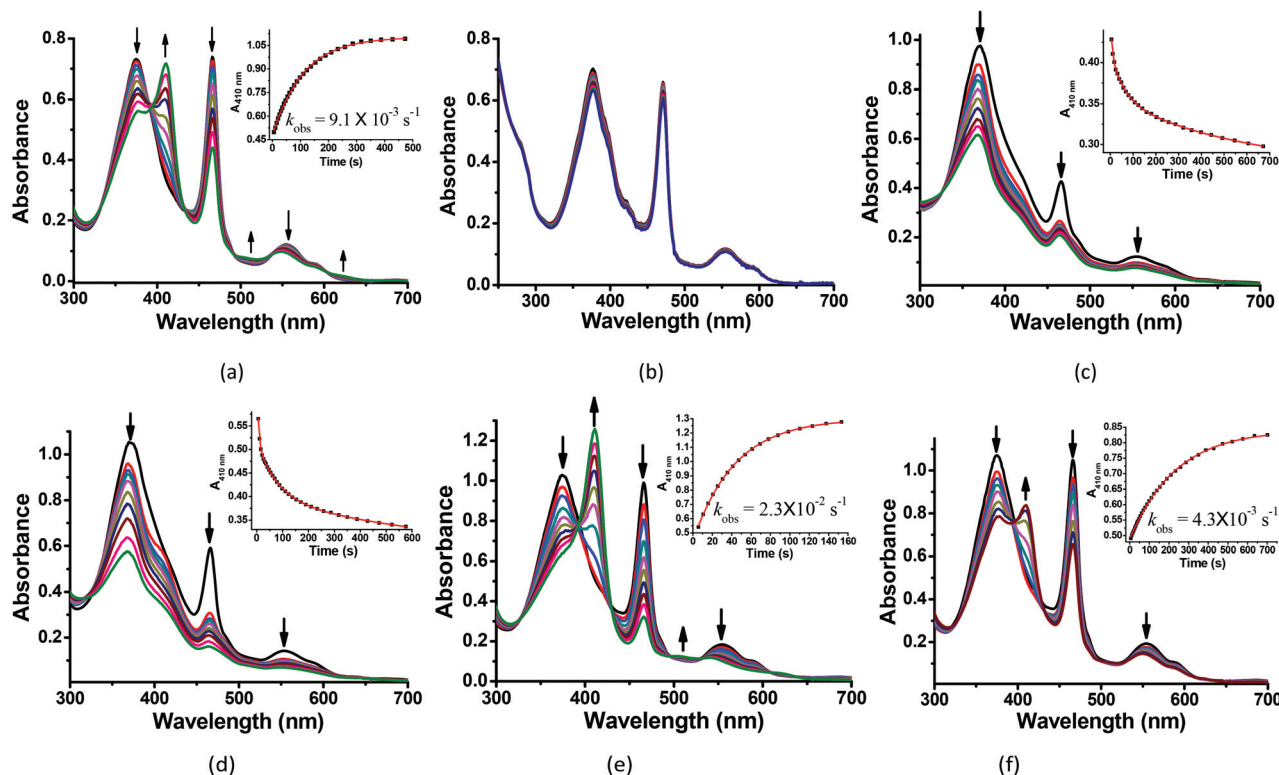 0.8
0.6
0.4
0.2
0.0
Absorbance
300 400 500 600 700
Wavelength (nm)
1.05
0.90
0.75
0.60
0.45
A410 nm
0 100 200 300 400 500
Time (s)
kobs = 9.1 X 10-3 s-1
(a)
0.8
0.6
0.4
0.2
0.0
Absorbance
300 400 500 600 700
Wavelength (nm)
(b)
1.0
0.8
0.6
0.4
0.2
Absorbance
300 400 500 600 700
Wavelength (nm)
0.40
0.35
0.30
A410 nm
0 100 200 300 400 500 600 700
Time (s)
(c)
1.0
0.8
0.6
0.4
0.2
Absorbance
300 400 500 600 700
Wavelength (nm)
0.55
0.50
0.45
0.40
0.35
A410 nm
0 100 200 300 400 500 600
Time (s)
(d)
1.2
1.0
0.8
0.6
0.4
0.2
0.0
Absorbance
300 400 500 600 700
Wavelength (nm)
1.3
1.2
1.1
1.0
0.9
0.8
0.7
0.6
0.5
A410 nm
0 20 40 60 80 100 120 140 160
Time (s)
kobs = 2.3X10-2 s-1
(e)
1.0
0.8
0.6
0.4
0.2
Absorbance
300 400 500 600 700
Wavelength (nm)
0.85
0.80
0.75
0.70
0.65
0.60
0.55
0.50
A410 nm
0 100 200 300 400 500 600 700
Time (s)
kobs = 4.3X10-3 s-1
(f)